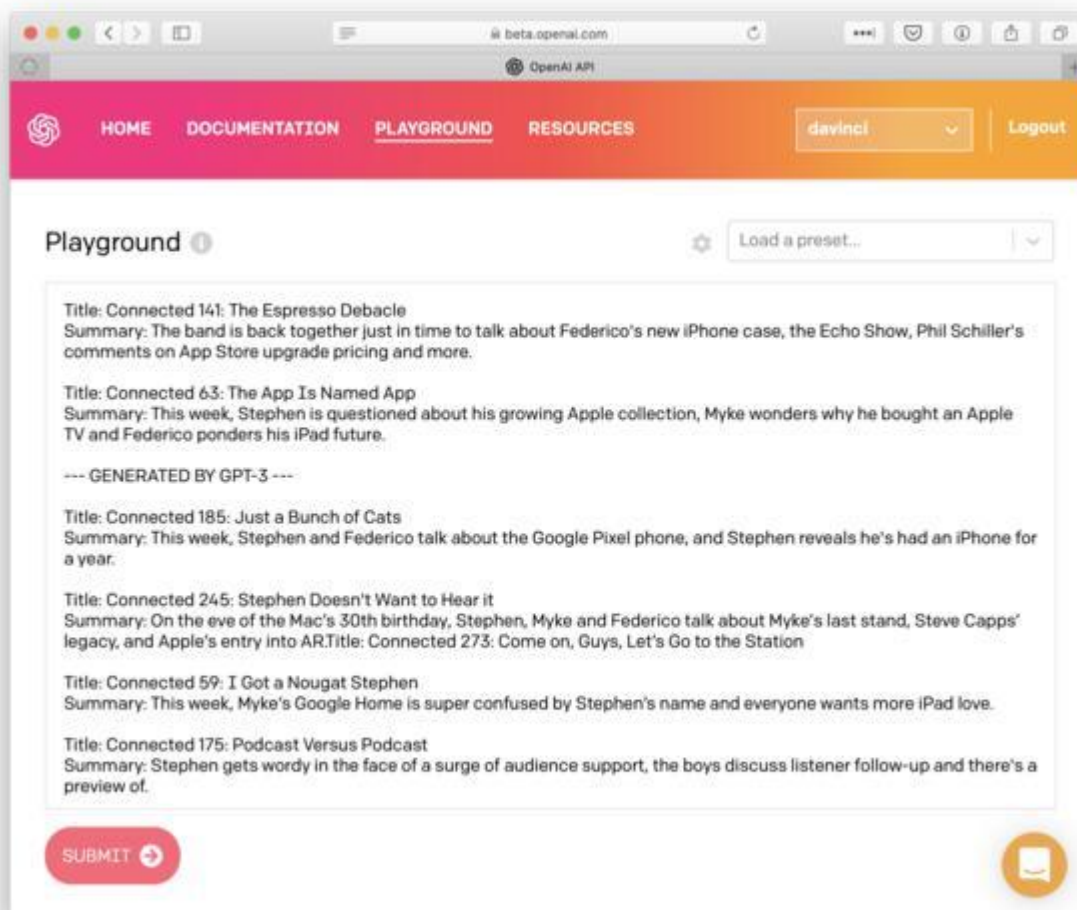 beta.openai.com
OpenAI API
HOME DOCUMENTATION PLAYGROUND RESOURCES davinci Logout
Playground
Load a preset...
Title: Connected 141: The Espresso Debacle
Summary: The band is back together just in time to talk about Federico's new iPhone case, the Echo Show, Phil Schiller's
comments on App Store upgrade pricing and more.
Title: Connected 63: The App Is Named App
Summary: This week, Stephen is questioned about his growing Apple collection, Myke wonders why he bought an Apple
TV and Federico ponders his iPad future.
--- GENERATED BY GPT-3 ---
Title: Connected 185: Just a Bunch of Cats
Summary: This week, Stephen and Federico talk about the Google Pixel phone, and Stephen reveals he's had an iPhone for
a year.
Title: Connected 245: Stephen Doesn't Want to Hear it
Summary: On the eve of the Mac's 30th birthday, Stephen, Myke and Federico talk about Myke's last stand, Steve Capps'
legacy, and Apple's entry into AR.Title: Connected 273: Come on, Guys, Let's Go to the Station
Title: Connected 59: I Got a Nougat Stephen
Summary: This week, Myke's Google Home is super confused by Stephen's name and everyone wants more iPad love.
Title: Connected 175: Podcast Versus Podcast
Summary: Stephen gets wordy in the face of a surge of audience support, the boys discuss listener follow-up and there's a
preview of.
SUBMIT